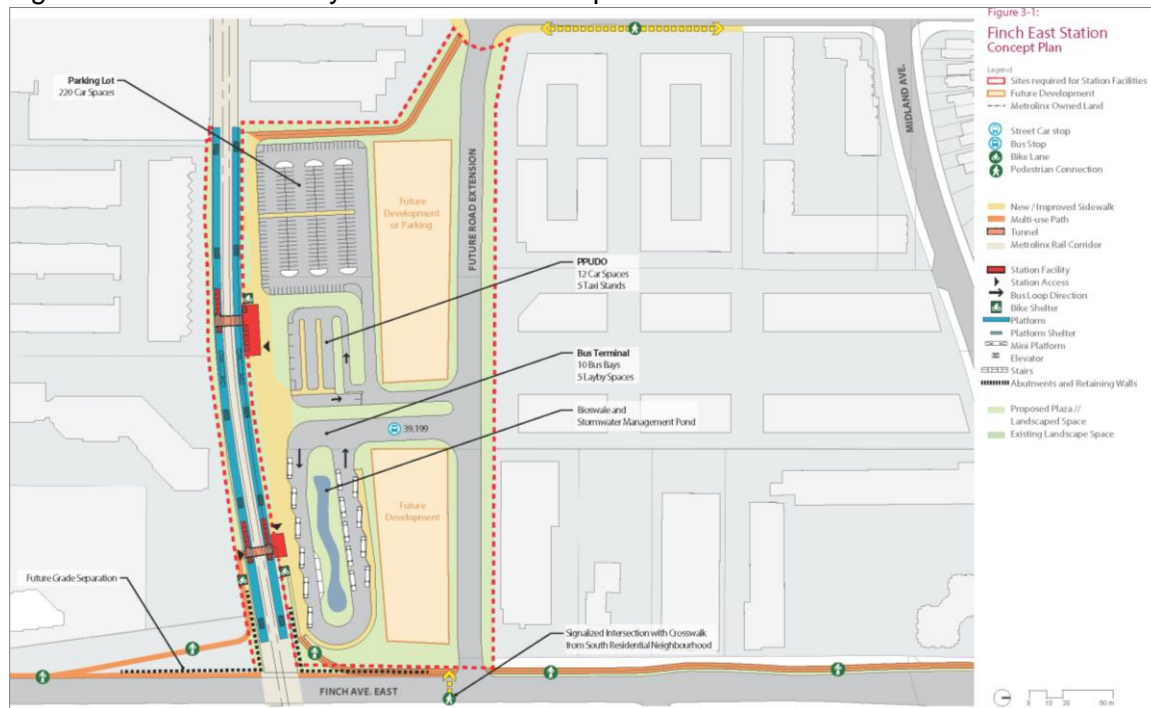 Figure 3-1:
Finch East Station
Concept Plan
Legend
Sites required for Station Facilities
Future Development
Metrolinx Owned Land
Street Car stop
Bus Stop
Bike Lane
Pedestrian Connection
New / Improved Sidewalk
Multi-use Path
Tunnel
Metrolinx Rail Corridor
Station Facility
Station Access
Bus Loop Direction
Bike Shelter
Platform
Platform Shelter
Mini Platform
Elevator
Stairs
Abutments and Retaining Walls
Proposed Plaza //
Landscaped Space
Existing Landscape Space
Parking Lot
220 Car Spaces
Future
Development
or Parking
FUTURE ROAD EXTENSION
MIDLAND AVE.
PPUDO
12 Car Spaces
5 Taxi Stands
Bus Terminal
10 Bus Bays
5 Layby Spaces
Bioswale and
Stormwater Management Pond
39,199
Future
Development
Future Grade Separation
Signalized Intersection with Crosswalk
from South Residential Neighbourhood
FINCH AVE. EAST
0 10 20 50 m